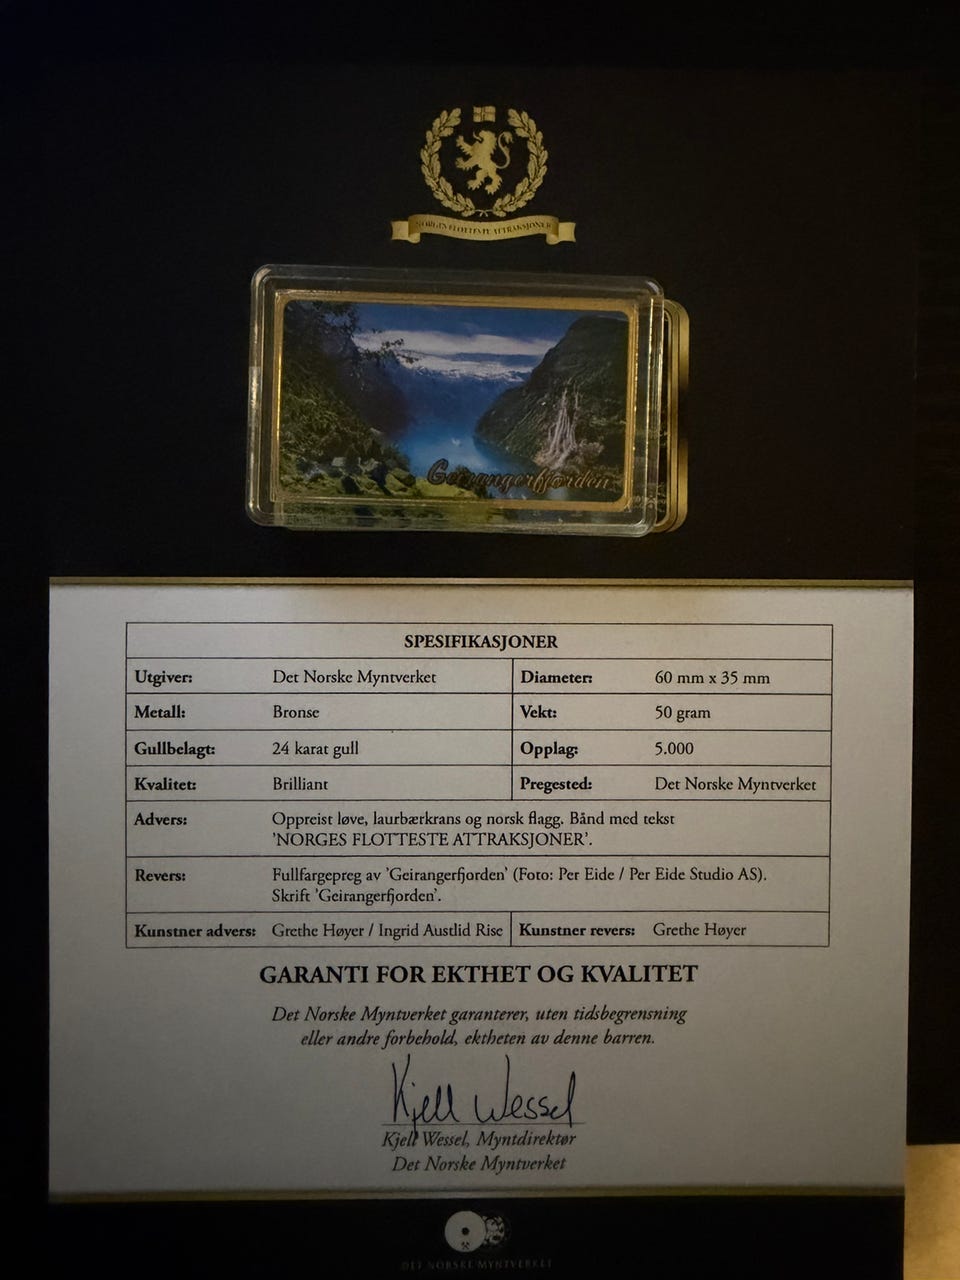 NORGES FLOTTESTE ATTRAKSJONER
Geirangerfjorden
SPESIFIKASJONER
Utgiver: Det Norske Myntverket Diameter: 60 mm x 35 mm
Metall: Bronse Vekt: 50 gram
Gullbelagt: 24 karat gull Opplag: 5.000
Kvalitet: Brilliant Pregested: Det Norske Myntverket
Advers: Oppreist løve, laurbærkrans og norsk flagg. Bånd med tekst
'NORGES FLOTTESTE ATTRAKSJONER'.
Revers: Fullfargepreg av 'Geirangerfjorden' (Foto: Per Eide / Per Eide Studio AS).
Skrift 'Geirangerfjorden'.
Kunstner advers: Grethe Høyer / Ingrid Austlid Rise Kunstner revers: Grethe Høyer
GARANTI FOR EKTHET OG KVALITET
Det Norske Myntverket garanterer, uten tidsbegrensning
eller andre forbehold, ektheten av denne barren.
Kjell Wessel
Kjell Wessel, Myntdirektør
Det Norske Myntverket
DET NORSKE MYNTVERKET